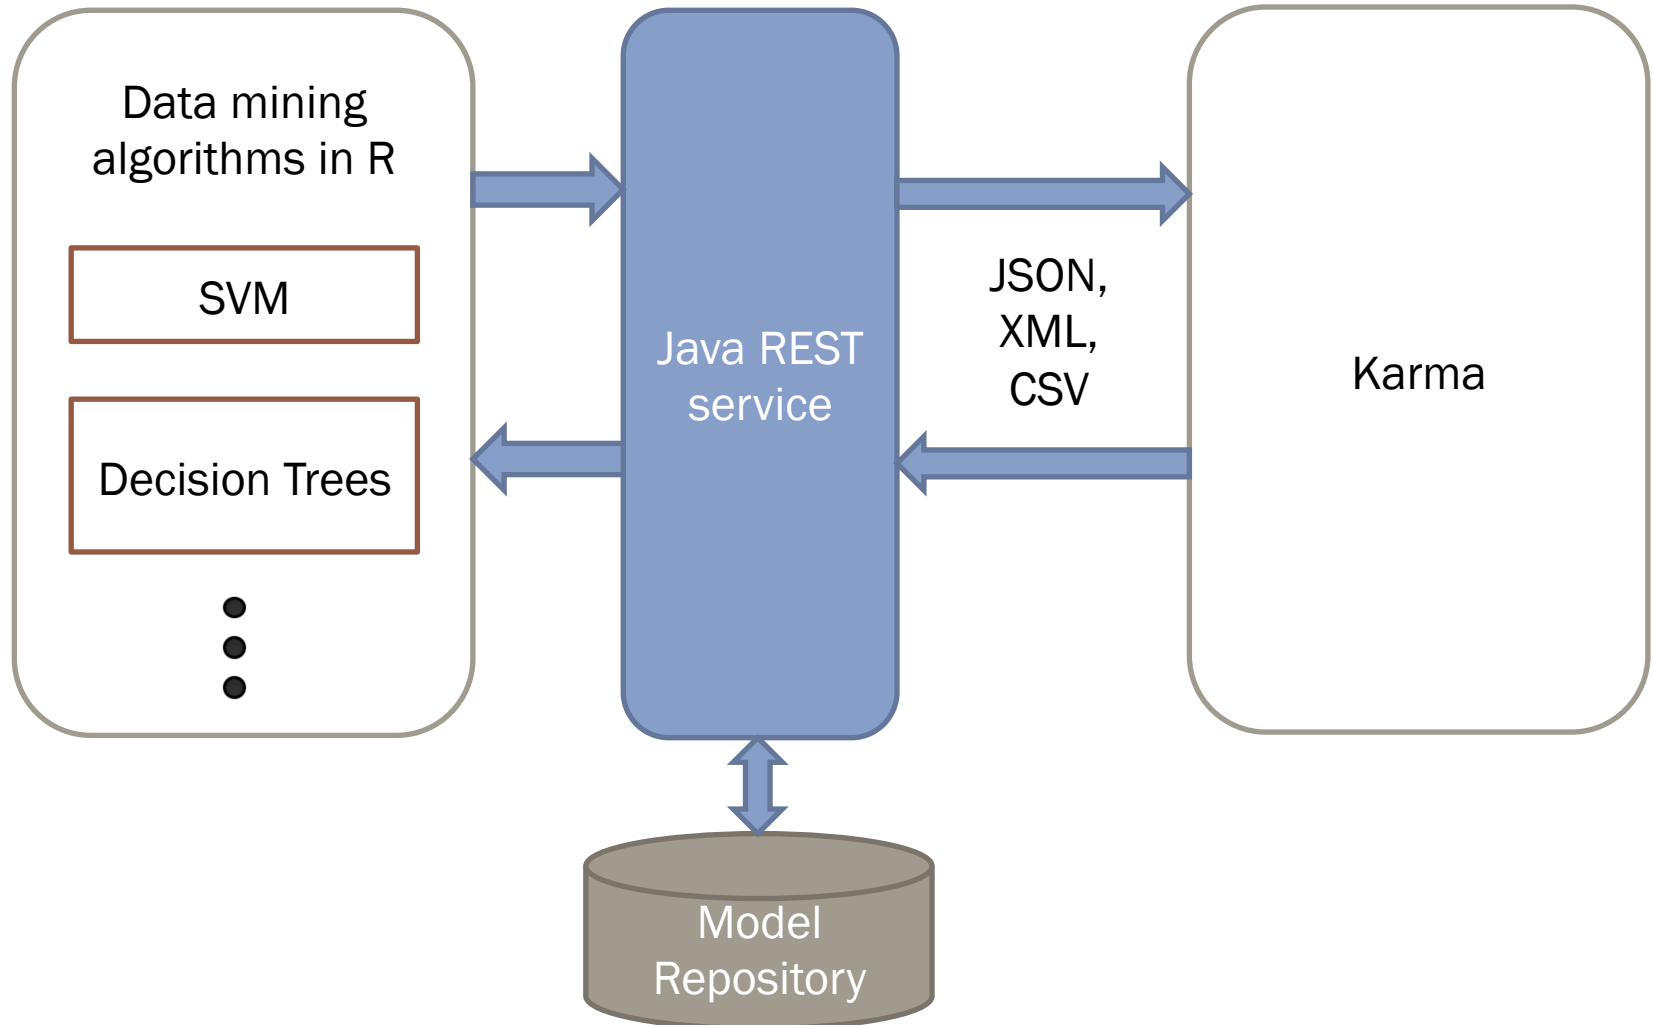 Data mining
algorithms in R
SVM
Decision Trees
Java REST
service
JSON,
XML,
CSV
Karma
Model
Repository